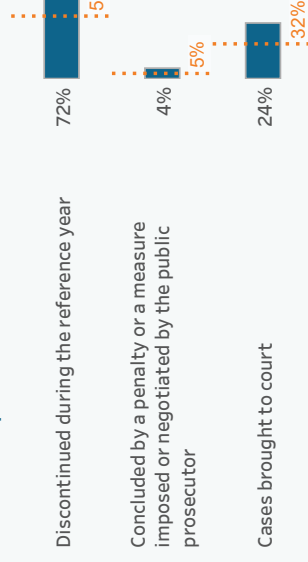 Discontinued during the reference year
72%
5
Concluded by a penalty or a measure
imposed or negotiated by the public
prosecutor
4%
5%
Cases brought to court
24%
32%